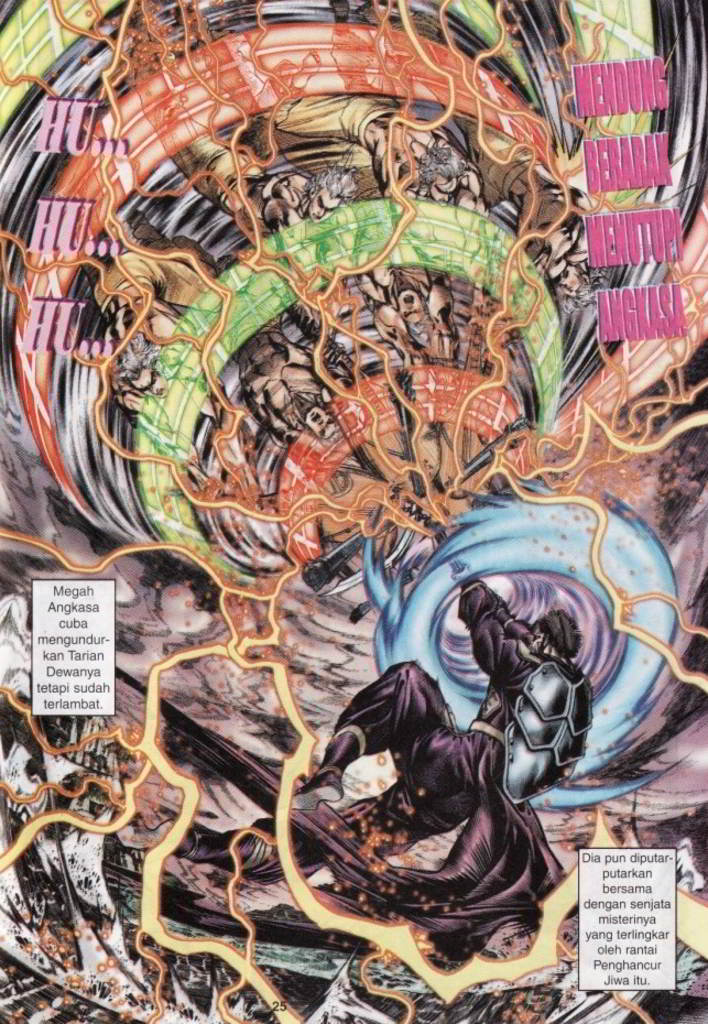 HU...
HU...
HU...
MENDUNG
BERARAK
MENUTUPI
ANGKASA
Megah
Angkasa
cuba
mengundur-
kan Tarian
Dewanya
tetapi sudah
terlambat.
Dia pun diputar-
putarkan
bersama
dengan senjata
misterinya
yang terlingkar
oleh rantai
Penghancur
Jiwa itu.
25